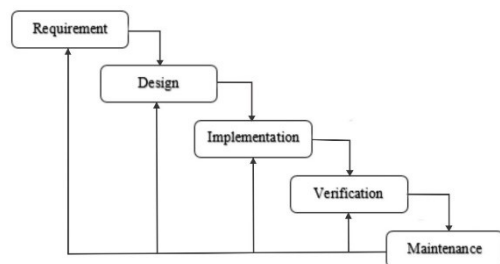 Requirement
Design
Implementation
Verification
Maintenance